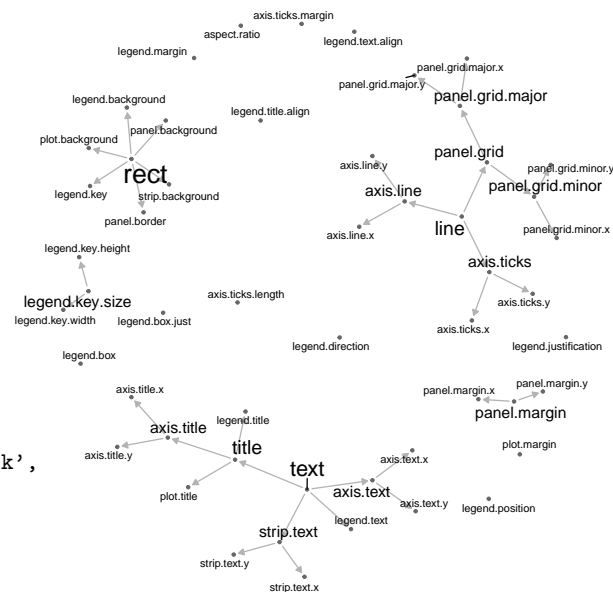 axis.ticks.margin
aspect.ratio
legend.text.align
legend.margin
panel.grid.major.x
panel.grid.major.y
legend.background
panel.grid.major
legend.title.align
panel.background
plot.background
panel.grid
axis.line.y
panel.grid.minor.y
rect
panel.grid.minor
axis.line
legend.key
strip.background
panel.border
line
panel.grid.minor.x
axis.line.x
legend.key.height
axis.ticks
axis.ticks.length
legend.key.size
axis.ticks.y
legend.key.width
legend.box.just
axis.ticks.x
legend.direction
legend.justification
legend.box
axis.title.x
panel.margin.x
panel.margin.y
panel.margin
legend.title
axis.title
title
plot.margin
axis.title.y
k',
axis.text.x
text
plot.title
axis.text
axis.text.y
legend.position
legend.text
strip.text
strip.text.y
strip.text.x